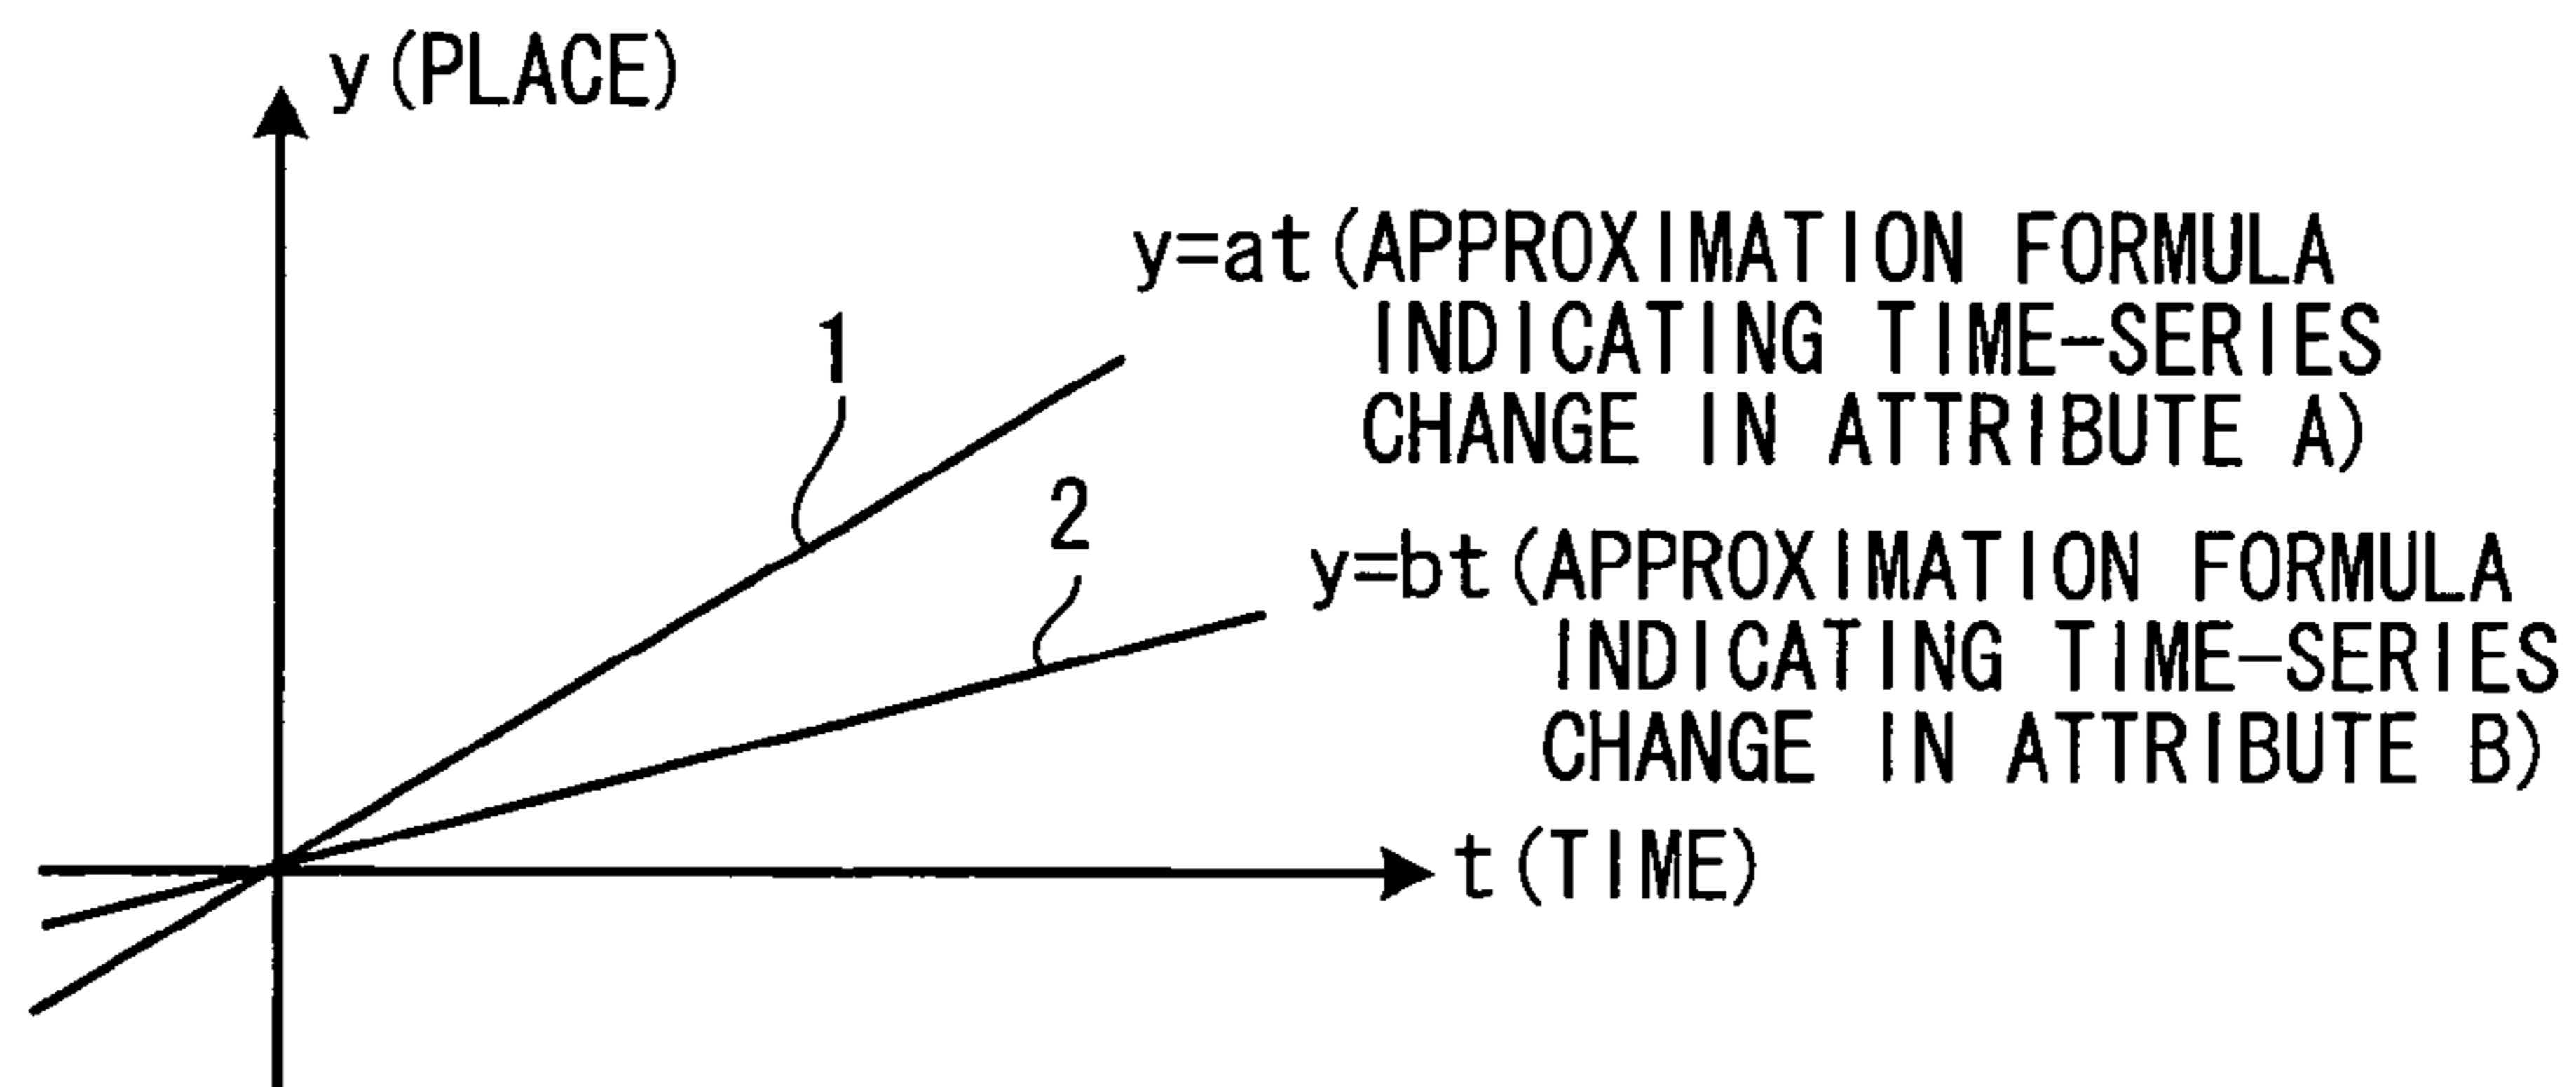 y(PLACE)
y=at(APPROXIMATION FORMULA
INDICATING TIME-SERIES
CHANGE IN ATTRIBUTE A)
1
2
y=bt(APPROXIMATION FORMULA
INDICATING TIME-SERIES
CHANGE IN ATTRIBUTE B)
t(TIME)